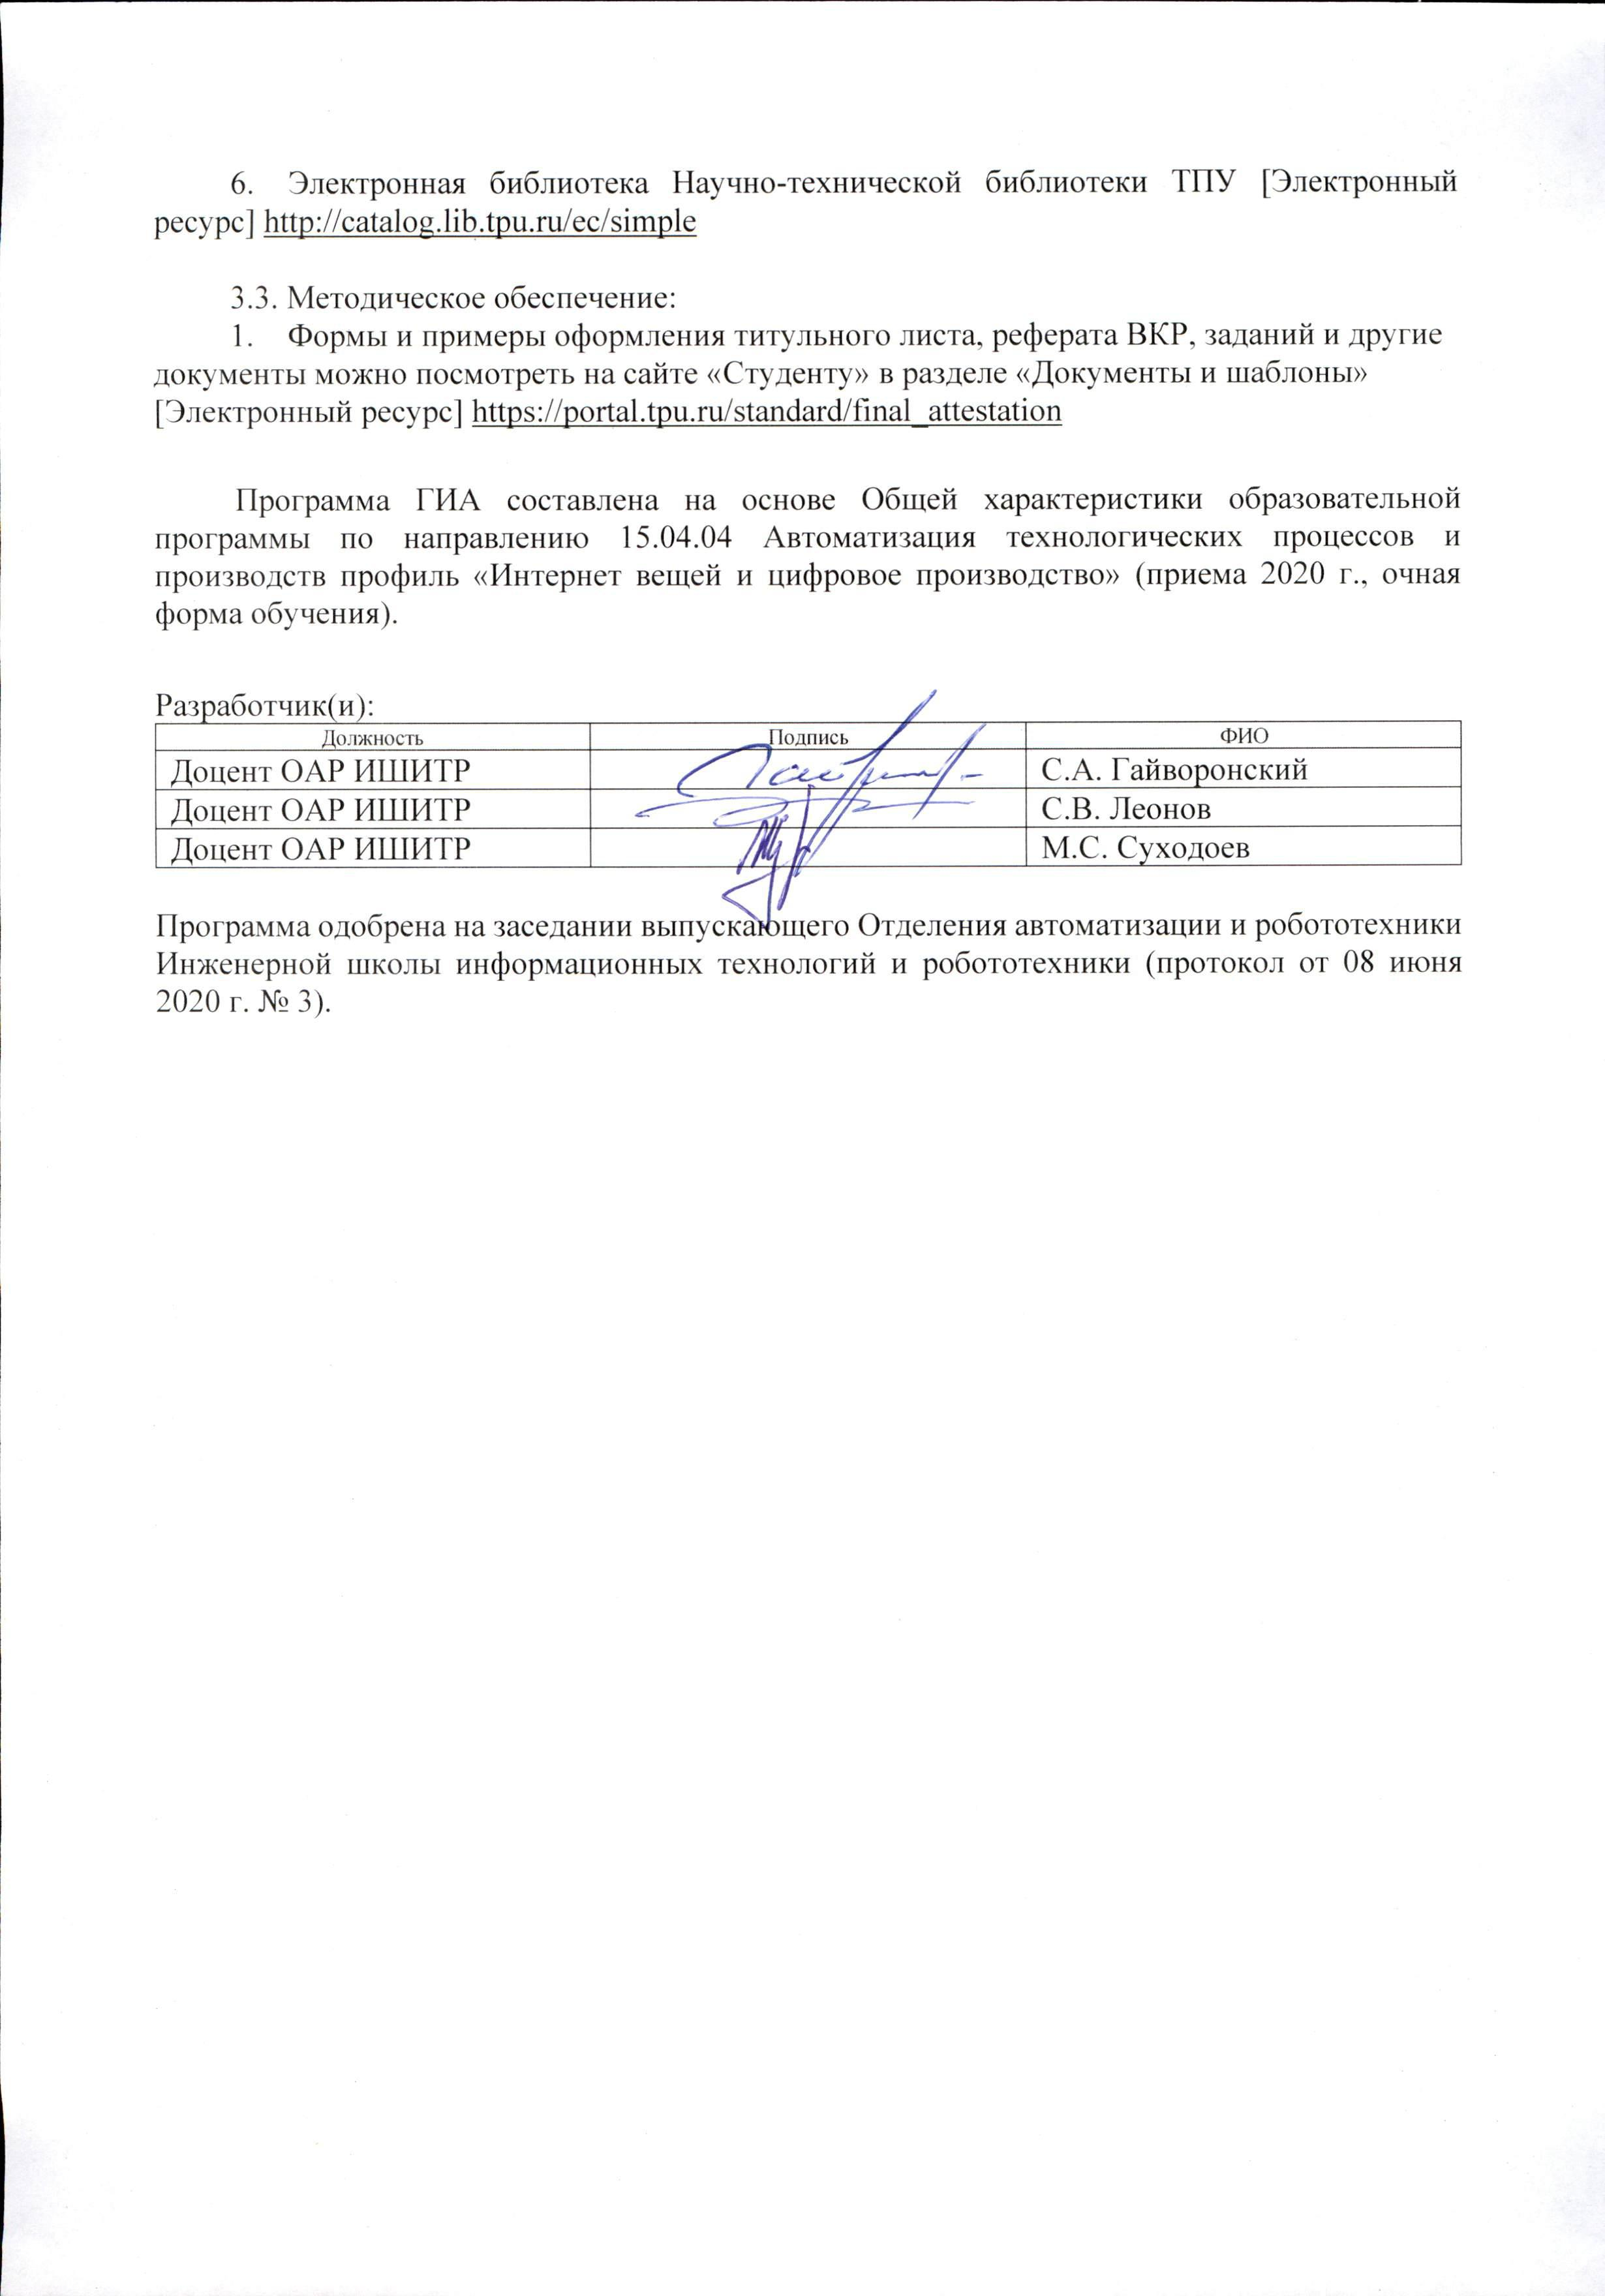 6. Электронная библиотека Научно-технической библиотеки ТПУ [Электронный
ресурс] http://catalog.lib.tpu.ru/ec/simple
3.3. Методическое обеспечение:
1. Формы и примеры оформления титульного листа, реферата ВКР, заданий и другие
документы можно посмотреть на сайте «Студенту» в разделе «Документы и шаблоны»
[Электронный ресурс] https://portal.tpu.ru/standard/final_attestation
Программа ГИА составлена на основе Общей характеристики образовательной
программы по направлению 15.04.04 Автоматизация технологических процессов и
производств профиль «Интернет вещей и цифровое производство» (приема 2020 г., очная
форма обучения).
Разработчик(и):
Должность Подпись ФИО
Доцент ОАР ИШИТР С.А. Гайворонский
Доцент ОАР ИШИТР С.В. Леонов
Доцент ОАР ИШИТР М.С. Суходоев
Программа одобрена на заседании выпускающего Отделения автоматизации и робототехники
Инженерной школы информационных технологий и робототехники (протокол от 08 июня
2020 г. № 3).